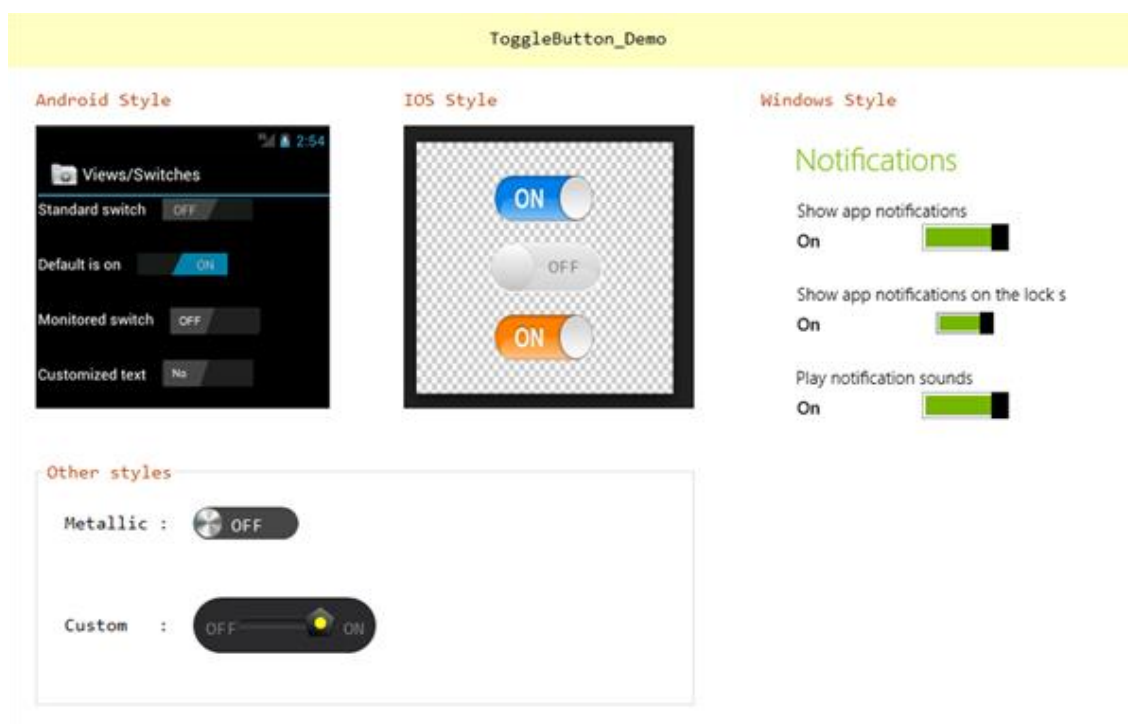 ToggleButton_Demo
Android Style
2:54
Views/Switches
Standard switch OFF
Default is on ON
Monitored switch OFF
Customized text No
IOS Style
ON
OFF
ON
Windows Style
Notifications
Show app notifications
On
Show app notifications on the lock s
On
Play notification sounds
On
Other styles
Metallic : OFF
Custom : OFF ON